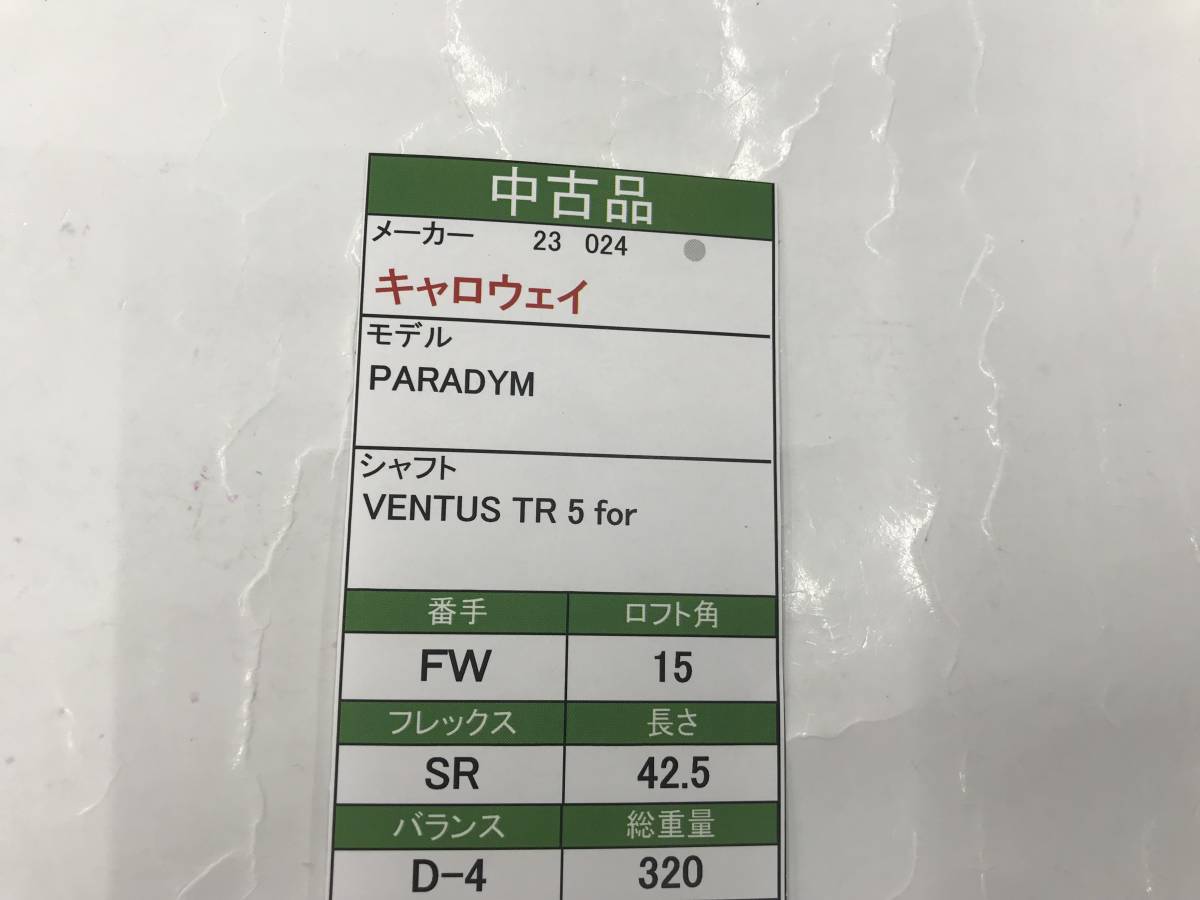 中古品
メーカー 23 024
キャロウェイ
モデル
PARADYM
シャフト
VENTUS TR 5 for
番手 ロフト角
FW 15
フレックス 長さ
SR 42.5
バランス 総重量
D-4 320